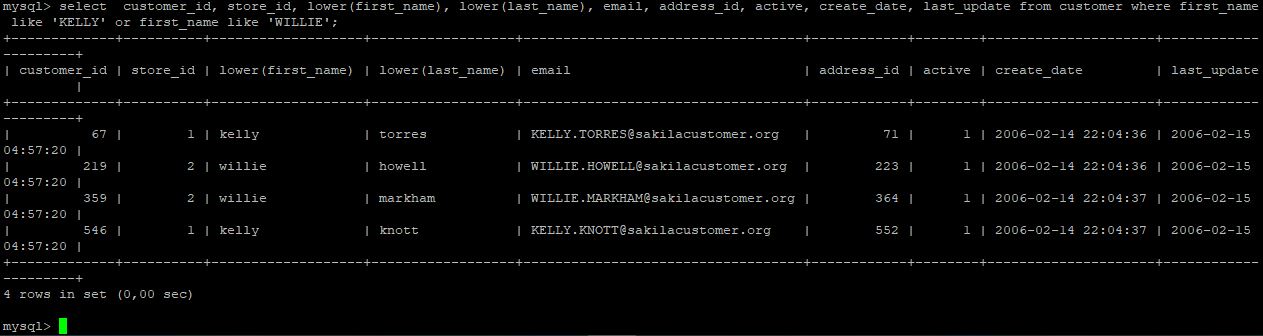 mysql> select  customer_id, store_id, lower(first_name), lower(last_name), email, address_id, active, create_date, last_update from customer where first_name
 like 'KELLY' or first_name like 'WILLIE';
+-------------+----------+-------------------+------------------+----------------------------------+------------+--------+---------------------+------------
---------+
| customer_id | store_id | lower(first_name) | lower(last_name) | email                            | address_id | active | create_date         | last_update
         |
+-------------+----------+-------------------+------------------+----------------------------------+------------+--------+---------------------+------------
---------+
|          67 |        1 | kelly             | torres           | KELLY.TORRES@sakilacustomer.org   |         71 |      1 | 2006-02-14 22:04:36 | 2006-02-15
04:57:20 |
|         219 |        2 | willie            | howell           | WILLIE.HOWELL@sakilacustomer.org  |        223 |      1 | 2006-02-14 22:04:36 | 2006-02-15
04:57:20 |
|         359 |        2 | willie            | markham          | WILLIE.MARKHAM@sakilacustomer.org |        364 |      1 | 2006-02-14 22:04:37 | 2006-02-15
04:57:20 |
|         546 |        1 | kelly             | knott            | KELLY.KNOTT@sakilacustomer.org    |        552 |      1 | 2006-02-14 22:04:37 | 2006-02-15
04:57:20 |
+-------------+----------+-------------------+------------------+----------------------------------+------------+--------+---------------------+------------
---------+
4 rows in set (0,00 sec)
mysql>